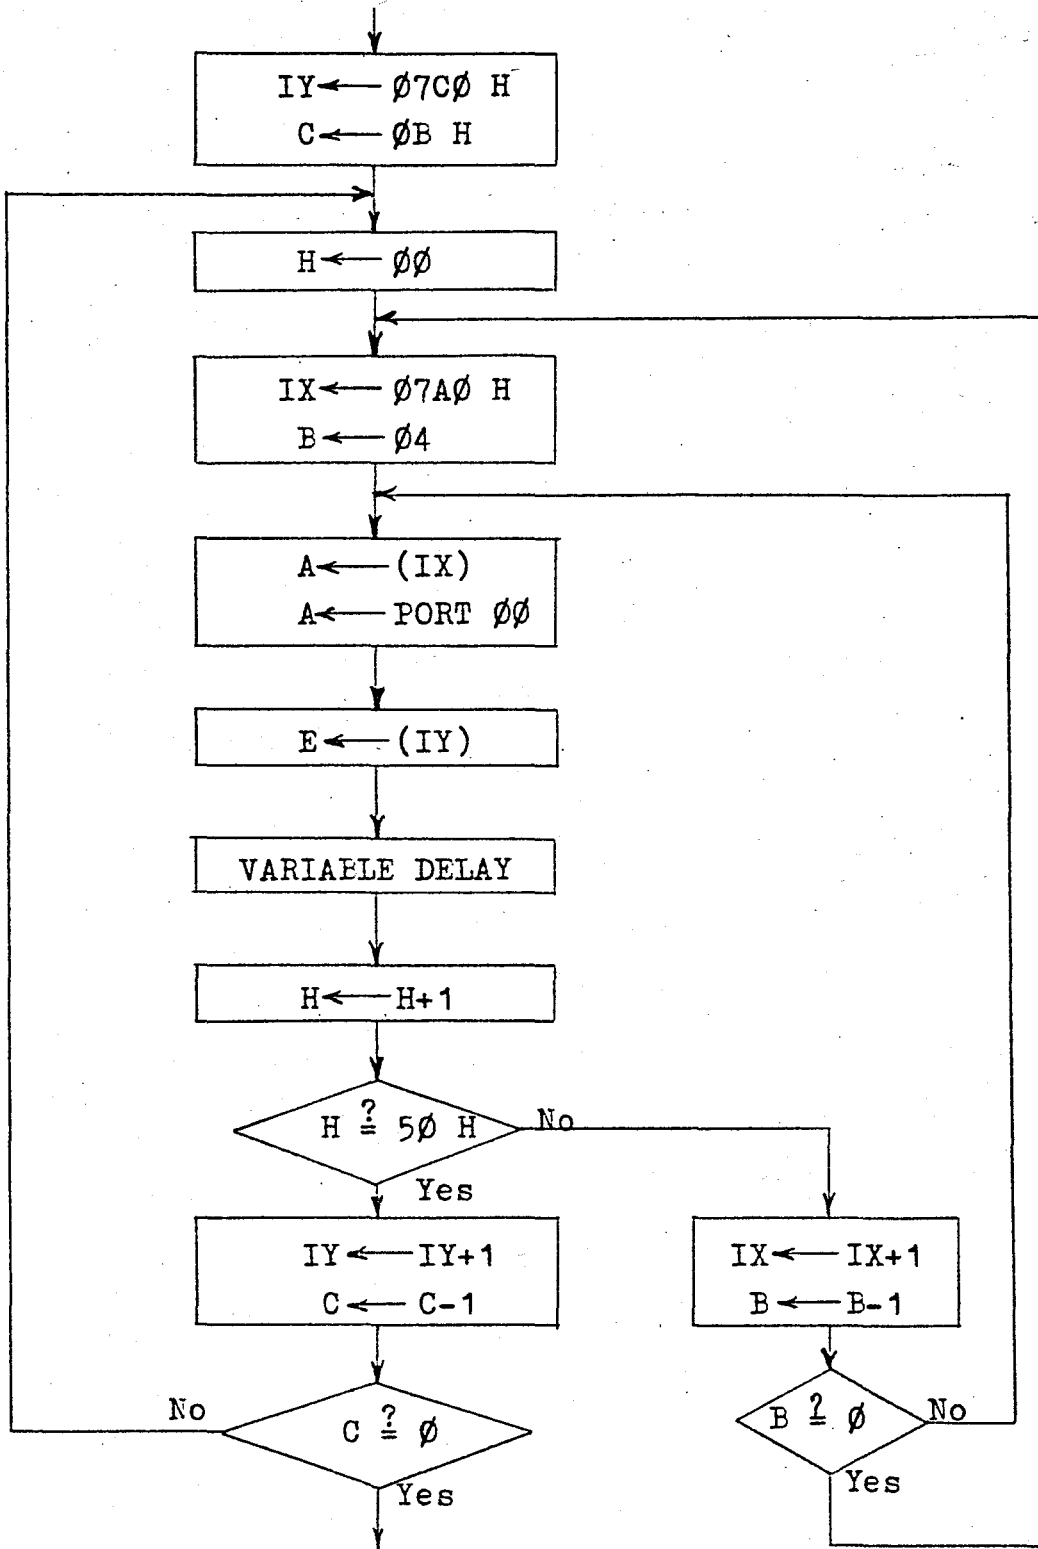 IY← Ø7CØ H
C← ØB H
H← ØØ
IX← Ø7AØ H
B← Ø4
A← (IX)
A← PORT ØØ
E← (IY)
VARIABLE DELAY
H← H+1
H ≟ 5Ø H
No
Yes
IY← IY+1
C← C-1
IX← IX+1
B← B-1
No
C ≟ Ø
Yes
B ≟ Ø
No
Yes